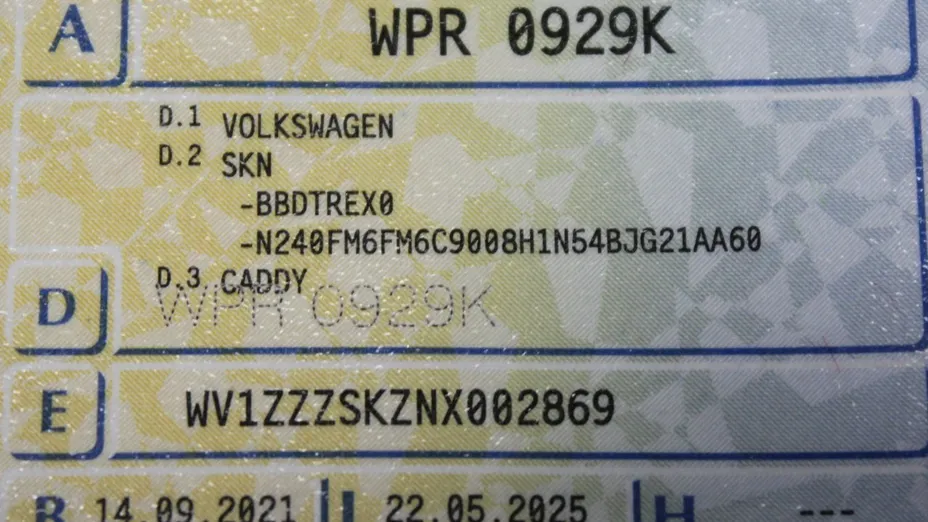 A WPR 0929K
D.1 VOLKSWAGEN
D.2 SKN
-BBDTREX0
-N240FM6FM6C9008H1N54BJG21AA60
D.3 CADDY
D WPR 0929K
E WV1ZZZSKZNX002869
B 14.09.2021 I 22.05.2025 H ---